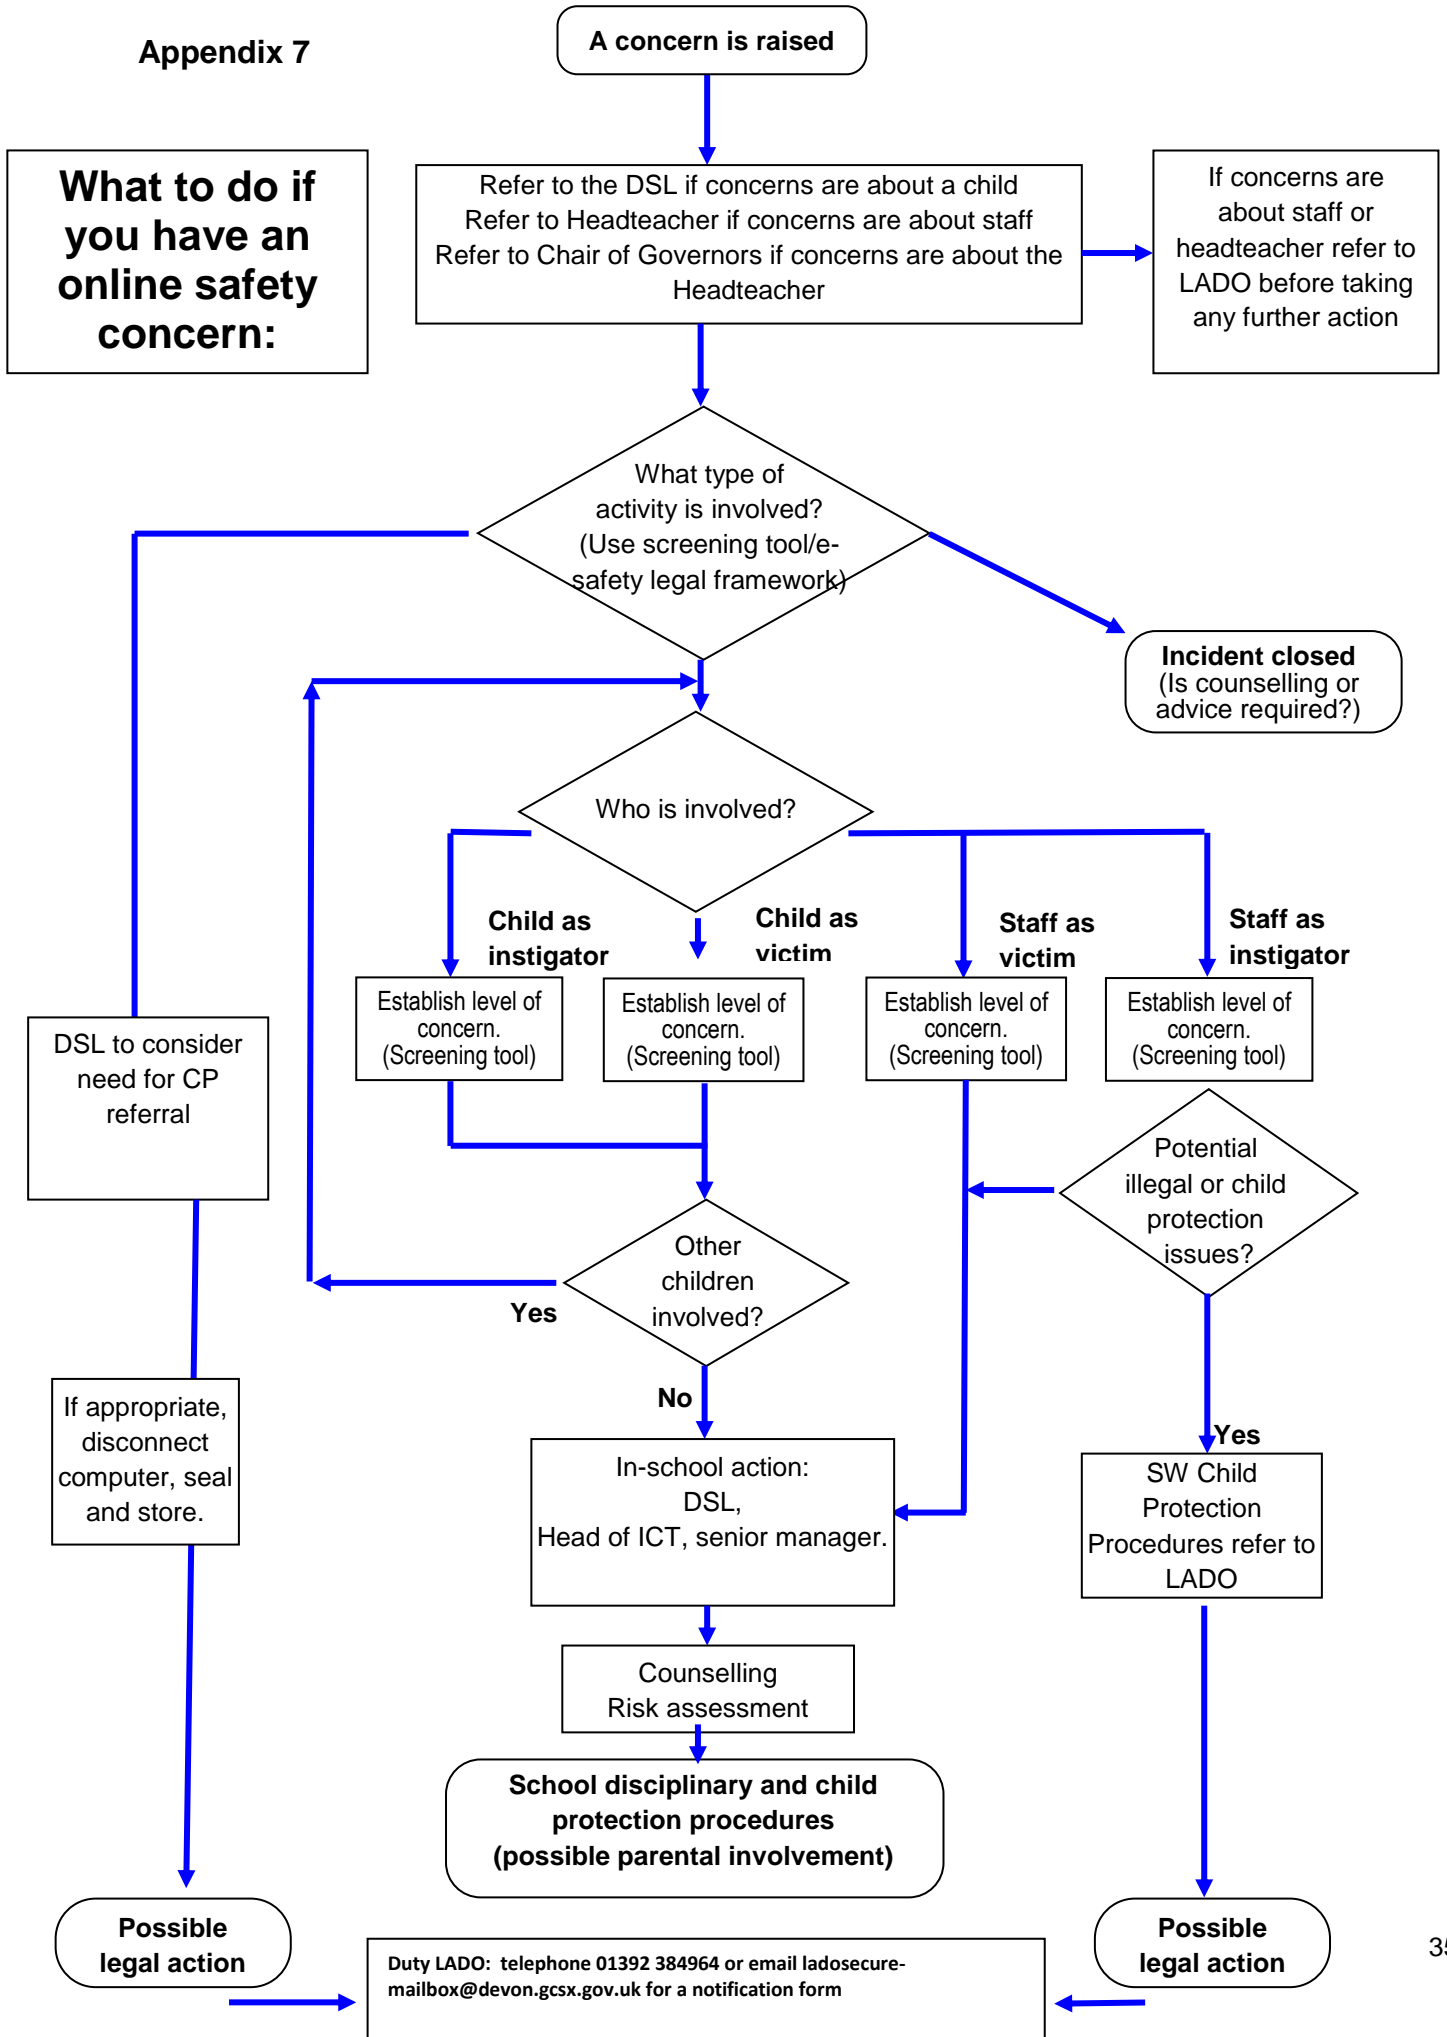 Appendix 7
A concern is raised
What to do if
you have an
online safety
concern:
Refer to the DSL if concerns are about a child
Refer to Headteacher if concerns are about staff
Refer to Chair of Governors if concerns are about the
Headteacher
If concerns are
about staff or
headteacher refer to
LADO before taking
any further action
What type of
activity is involved?
(Use screening tool/e-
safety legal framework)
Incident closed
(Is counselling or
advice required?)
Who is involved?
Child as
instigator
Child as
victim
Staff as
victim
Staff as
instigator
Establish level of
concern.
(Screening tool)
Establish level of
concern.
(Screening tool)
Establish level of
concern.
(Screening tool)
Establish level of
concern.
(Screening tool)
DSL to consider
need for CP
referral
Potential
illegal or child
protection
issues?
Other
children
involved?
Yes
No
If appropriate,
disconnect
computer, seal
and store.
In-school action:
DSL,
Head of ICT, senior manager.
Yes
SW Child
Protection
Procedures refer to
LADO
Counselling
Risk assessment
School disciplinary and child
protection procedures
(possible parental involvement)
Possible
legal action
Possible
legal action
Duty LADO: telephone 01392 384964 or email ladosecure-
mailbox@devon.gcsx.gov.uk for a notification form
35